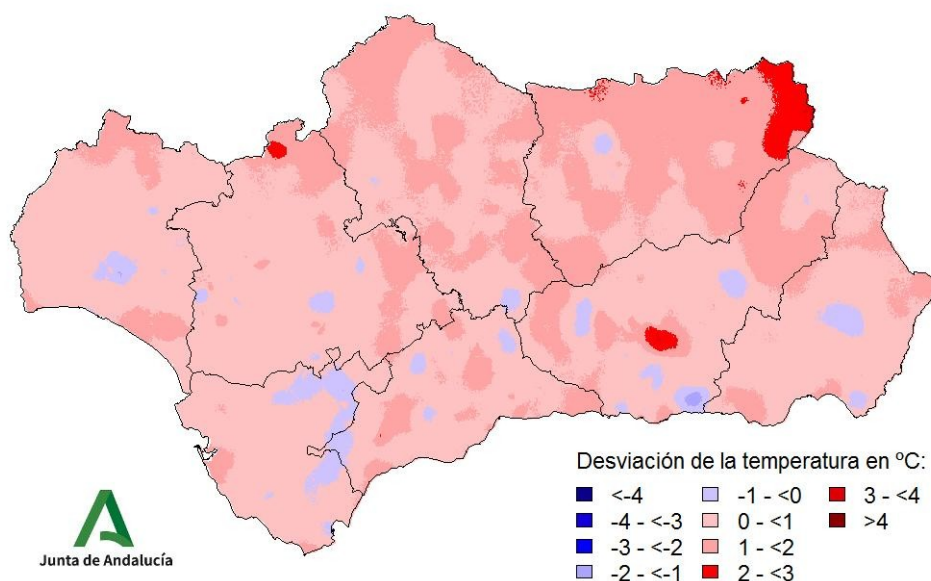 Desviación de la temperatura en ºC:
<-4
-4 - <-3
-3 - <-2
-2 - <-1
-1 - <0
0 - <1
1 - <2
2 - <3
3 - <4
>4
Junta de Andalucía